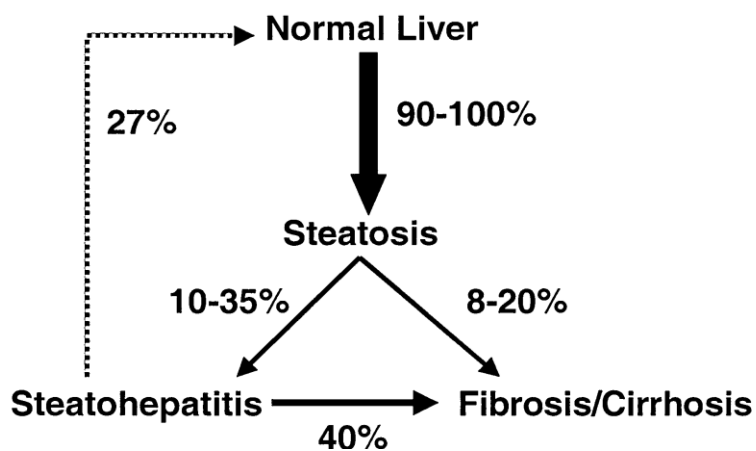 Normal Liver
27%
90-100%
Steatosis
10-35%
8-20%
Steatohepatitis
Fibrosis/Cirrhosis
40%